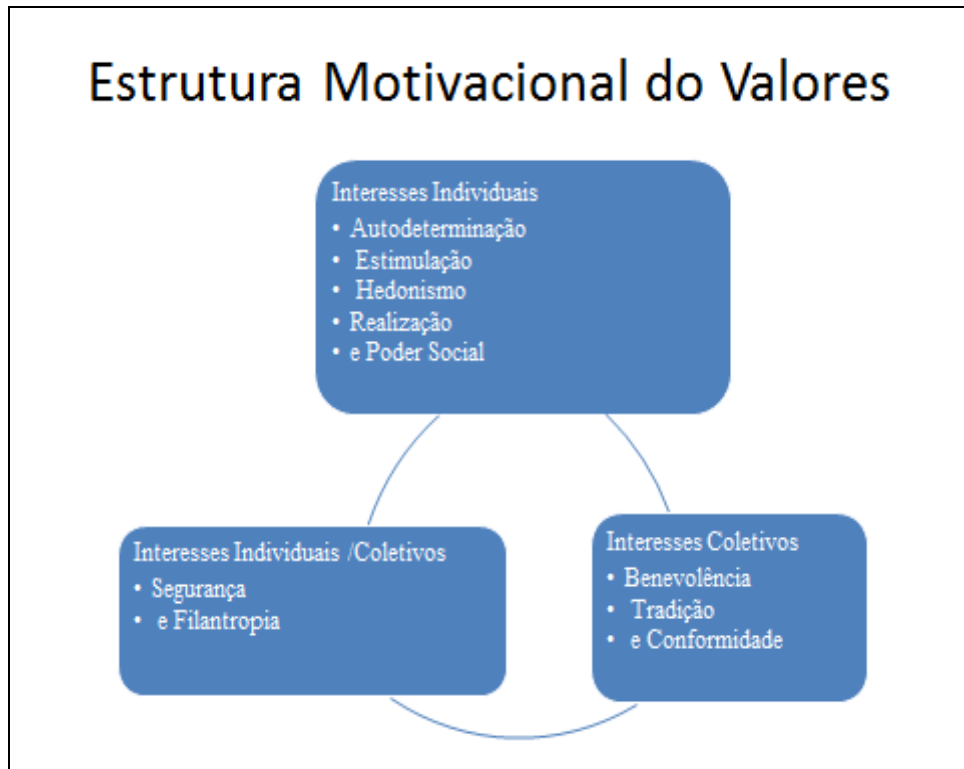 Estrutura Motivacional do Valores
Interesses Individuais
• Autodeterminação
• Estimulação
• Hedonismo
• Realização
• e Poder Social
Interesses Individuais /Coletivos
• Segurança
• e Filantropia
Interesses Coletivos
• Benevolência
• Tradição
• e Conformidade